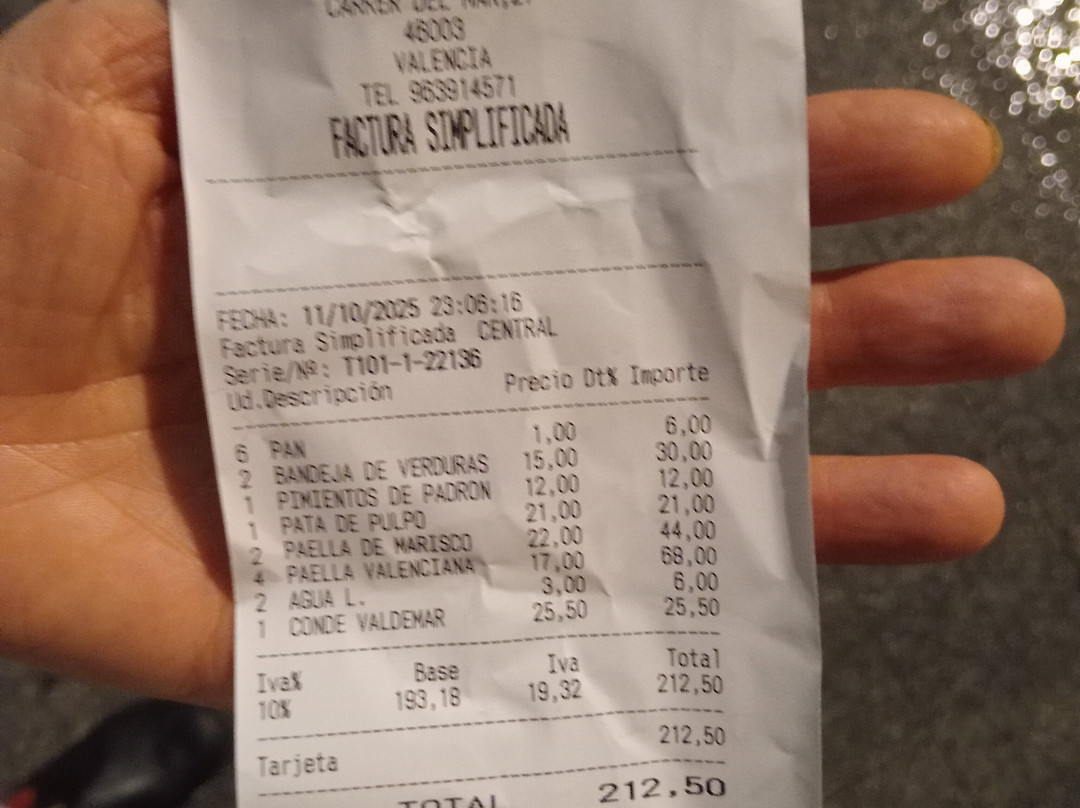 CARRER DEL MAR,27
46003
VALENCIA
TEL 963914571
FACTURA SIMPLIFICADA
FECHA: 11/10/2025 23:06:16
Factura Simplificada CENTRAL
Serie/Nº: T101-1-22136
Ud.Descripción Precio Dt% Importe
6 PAN 1,00 6,00
2 BANDEJA DE VERDURAS 15,00 30,00
1 PIMIENTOS DE PADRON 12,00 12,00
1 PATA DE PULPO 21,00 21,00
2 PAELLA DE MARISCO 22,00 44,00
4 PAELLA VALENCIANA 17,00 68,00
2 AGUA L. 3,00 6,00
1 CONDE VALDEMAR 25,50 25,50
Iva% Base Iva Total
10% 193,18 19,32 212,50
Tarjeta 212,50
TOTAL 212,50